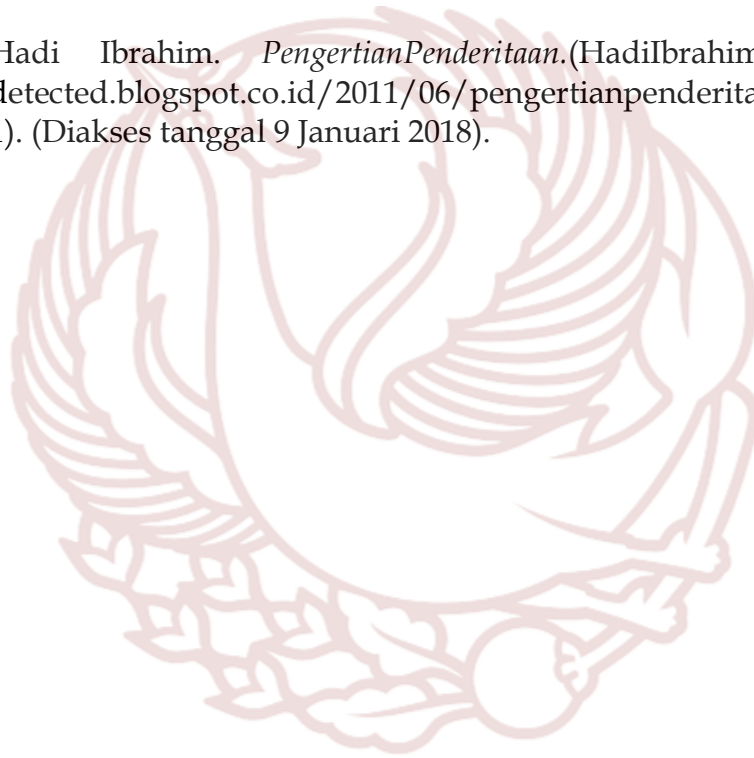 Hadi Ibrahim. PengertianPenderitaan.(HadiIbrahim
detected.blogspot.co.id/2011/06/pengertianpenderita
). (Diakses tanggal 9 Januari 2018).